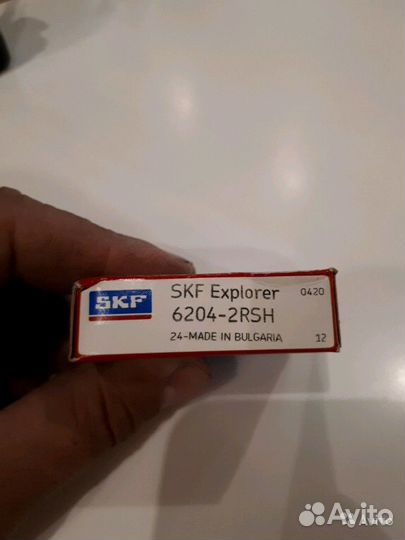 SKF
SKF Explorer 0420
6204-2RSH
24-MADE IN BULGARIA 12
Avito